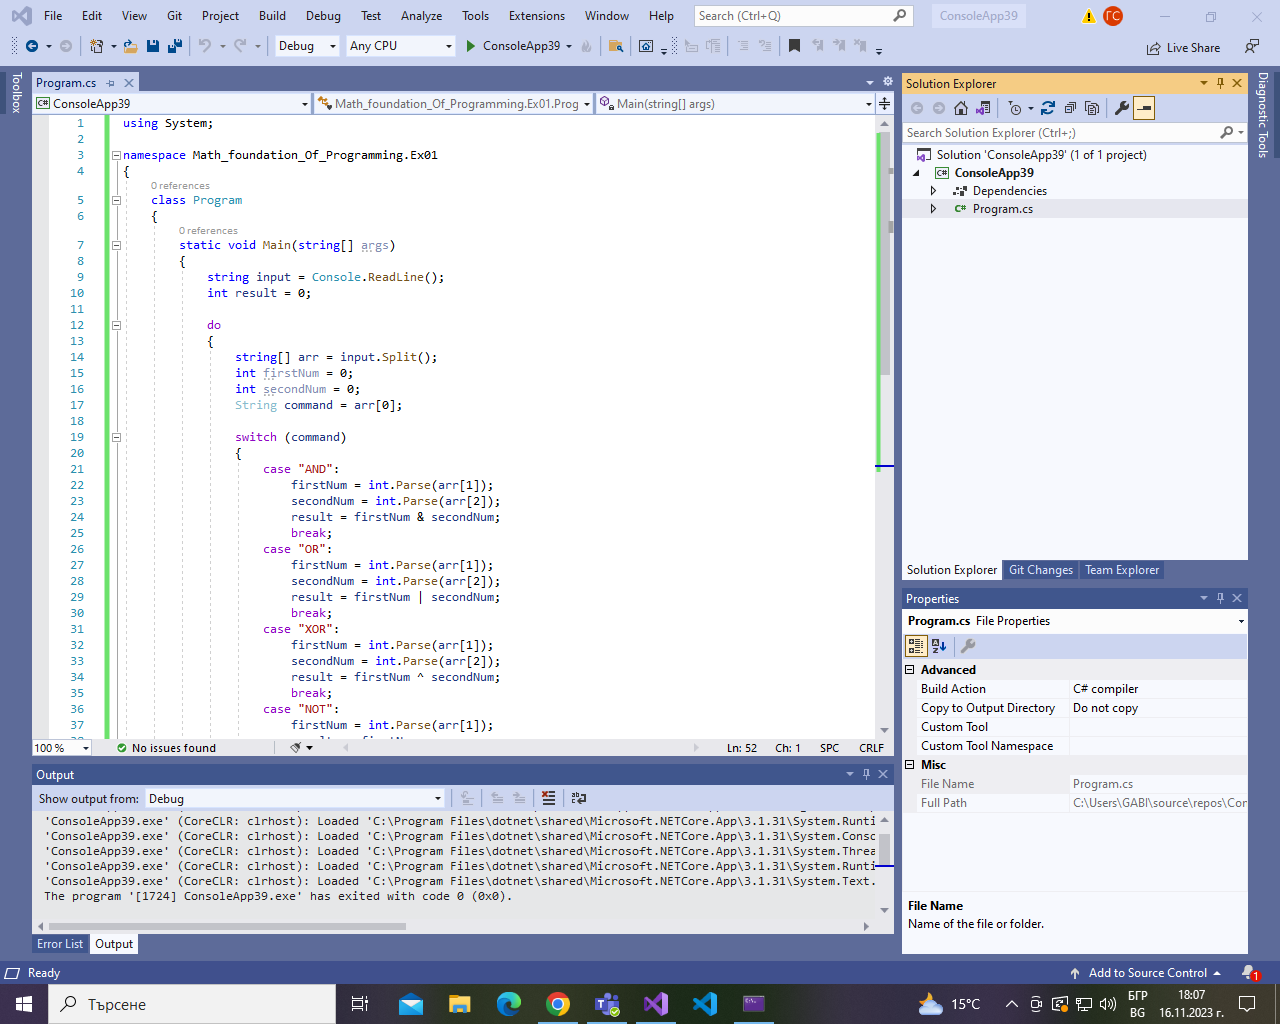 File Edit View Git Project Build Debug Test Analyze Tools Extensions Window Help Search (Ctrl+Q) ConsoleApp39 ГС
Debug Any CPU ConsoleApp39 Live Share
Toolbox
Program.cs
ConsoleApp39 Math_foundation_Of_Programming.Ex01.Prog Main(string[] args)
1 using System;
2
3 namespace Math_foundation_Of_Programming.Ex01
4 {
0 references
5 class Program
6 {
0 references
7 static void Main(string[] args)
8 {
9 string input = Console.ReadLine();
10 int result = 0;
11
12 do
13 {
14 string[] arr = input.Split();
15 int firstNum = 0;
16 int secondNum = 0;
17 String command = arr[0];
18
19 switch (command)
20 {
21 case "AND":
22 firstNum = int.Parse(arr[1]);
23 secondNum = int.Parse(arr[2]);
24 result = firstNum & secondNum;
25 break;
26 case "OR":
27 firstNum = int.Parse(arr[1]);
28 secondNum = int.Parse(arr[2]);
29 result = firstNum | secondNum;
30 break;
31 case "XOR":
32 firstNum = int.Parse(arr[1]);
33 secondNum = int.Parse(arr[2]);
34 result = firstNum ^ secondNum;
35 break;
36 case "NOT":
37 firstNum = int.Parse(arr[1]);
100 % No issues found Ln: 52 Ch: 1 SPC CRLF
Output
Show output from: Debug
'ConsoleApp39.exe' (CoreCLR: clrhost): Loaded 'C:\Program Files\dotnet\shared\Microsoft.NETCore.App\3.1.31\System.Runti
'ConsoleApp39.exe' (CoreCLR: clrhost): Loaded 'C:\Program Files\dotnet\shared\Microsoft.NETCore.App\3.1.31\System.Conso
'ConsoleApp39.exe' (CoreCLR: clrhost): Loaded 'C:\Program Files\dotnet\shared\Microsoft.NETCore.App\3.1.31\System.Threa
'ConsoleApp39.exe' (CoreCLR: clrhost): Loaded 'C:\Program Files\dotnet\shared\Microsoft.NETCore.App\3.1.31\System.Runti
'ConsoleApp39.exe' (CoreCLR: clrhost): Loaded 'C:\Program Files\dotnet\shared\Microsoft.NETCore.App\3.1.31\System.Text.
The program '[1724] ConsoleApp39.exe' has exited with code 0 (0x0).
Error List Output
Solution Explorer
Search Solution Explorer (Ctrl+;)
Solution 'ConsoleApp39' (1 of 1 project)
ConsoleApp39
Dependencies
C# Program.cs
Solution Explorer Git Changes Team Explorer
Properties
Program.cs File Properties
Advanced
Build Action C# compiler
Copy to Output Directory Do not copy
Custom Tool
Custom Tool Namespace
Misc
File Name Program.cs
Full Path C:\Users\GABI\source\repos\Con
File Name
Name of the file or folder.
Diagnostic Tools
Ready Add to Source Control 1
Търсене 15°C БГР 18:07
BG 16.11.2023 г.